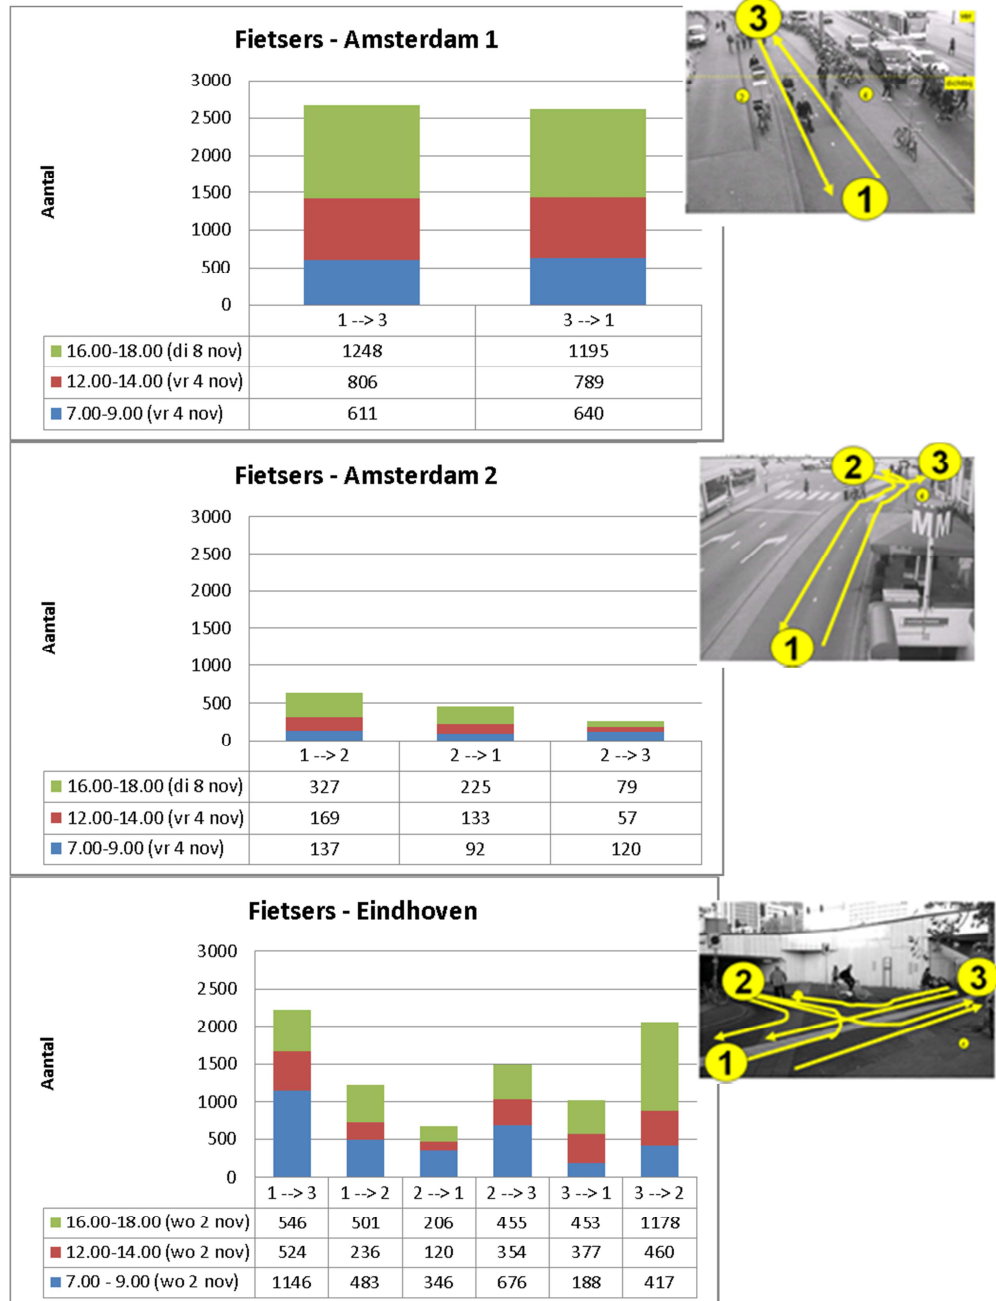 Fietsers - Amsterdam 1
Aantal
3000
2500
2000
1500
1000
500
0
1 --> 3 3 --> 1
16.00-18.00 (di 8 nov) 1248 1195
12.00-14.00 (vr 4 nov) 806 789
7.00-9.00 (vr 4 nov) 611 640
3
ver
dichtbij
1
Fietsers - Amsterdam 2
Aantal
3000
2500
2000
1500
1000
500
0
1 --> 2 2 --> 1 2 --> 3
16.00-18.00 (di 8 nov) 327 225 79
12.00-14.00 (vr 4 nov) 169 133 57
7.00-9.00 (vr 4 nov) 137 92 120
2 3
M M
1
Fietsers - Eindhoven
Aantal
3000
2500
2000
1500
1000
500
0
1 --> 3 1 --> 2 2 --> 1 2 --> 3 3 --> 1 3 --> 2
16.00-18.00 (wo 2 nov) 546 501 206 455 453 1178
12.00-14.00 (wo 2 nov) 524 236 120 354 377 460
7.00 - 9.00 (wo 2 nov) 1146 483 346 676 188 417
2 3
1